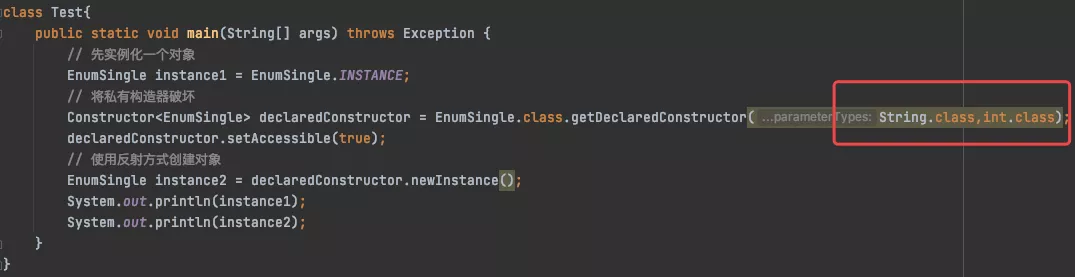 class Test{
    public static void main(String[] args) throws Exception {
        // 先实例化一个对象
        EnumSingle instance1 = EnumSingle.INSTANCE;
        // 将私有构造器破坏
        Constructor<EnumSingle> declaredConstructor = EnumSingle.class.getDeclaredConstructor( ...parameterTypes: String.class,int.class);
        declaredConstructor.setAccessible(true);
        // 使用反射方式创建对象
        EnumSingle instance2 = declaredConstructor.newInstance();
        System.out.println(instance1);
        System.out.println(instance2);
    }
}